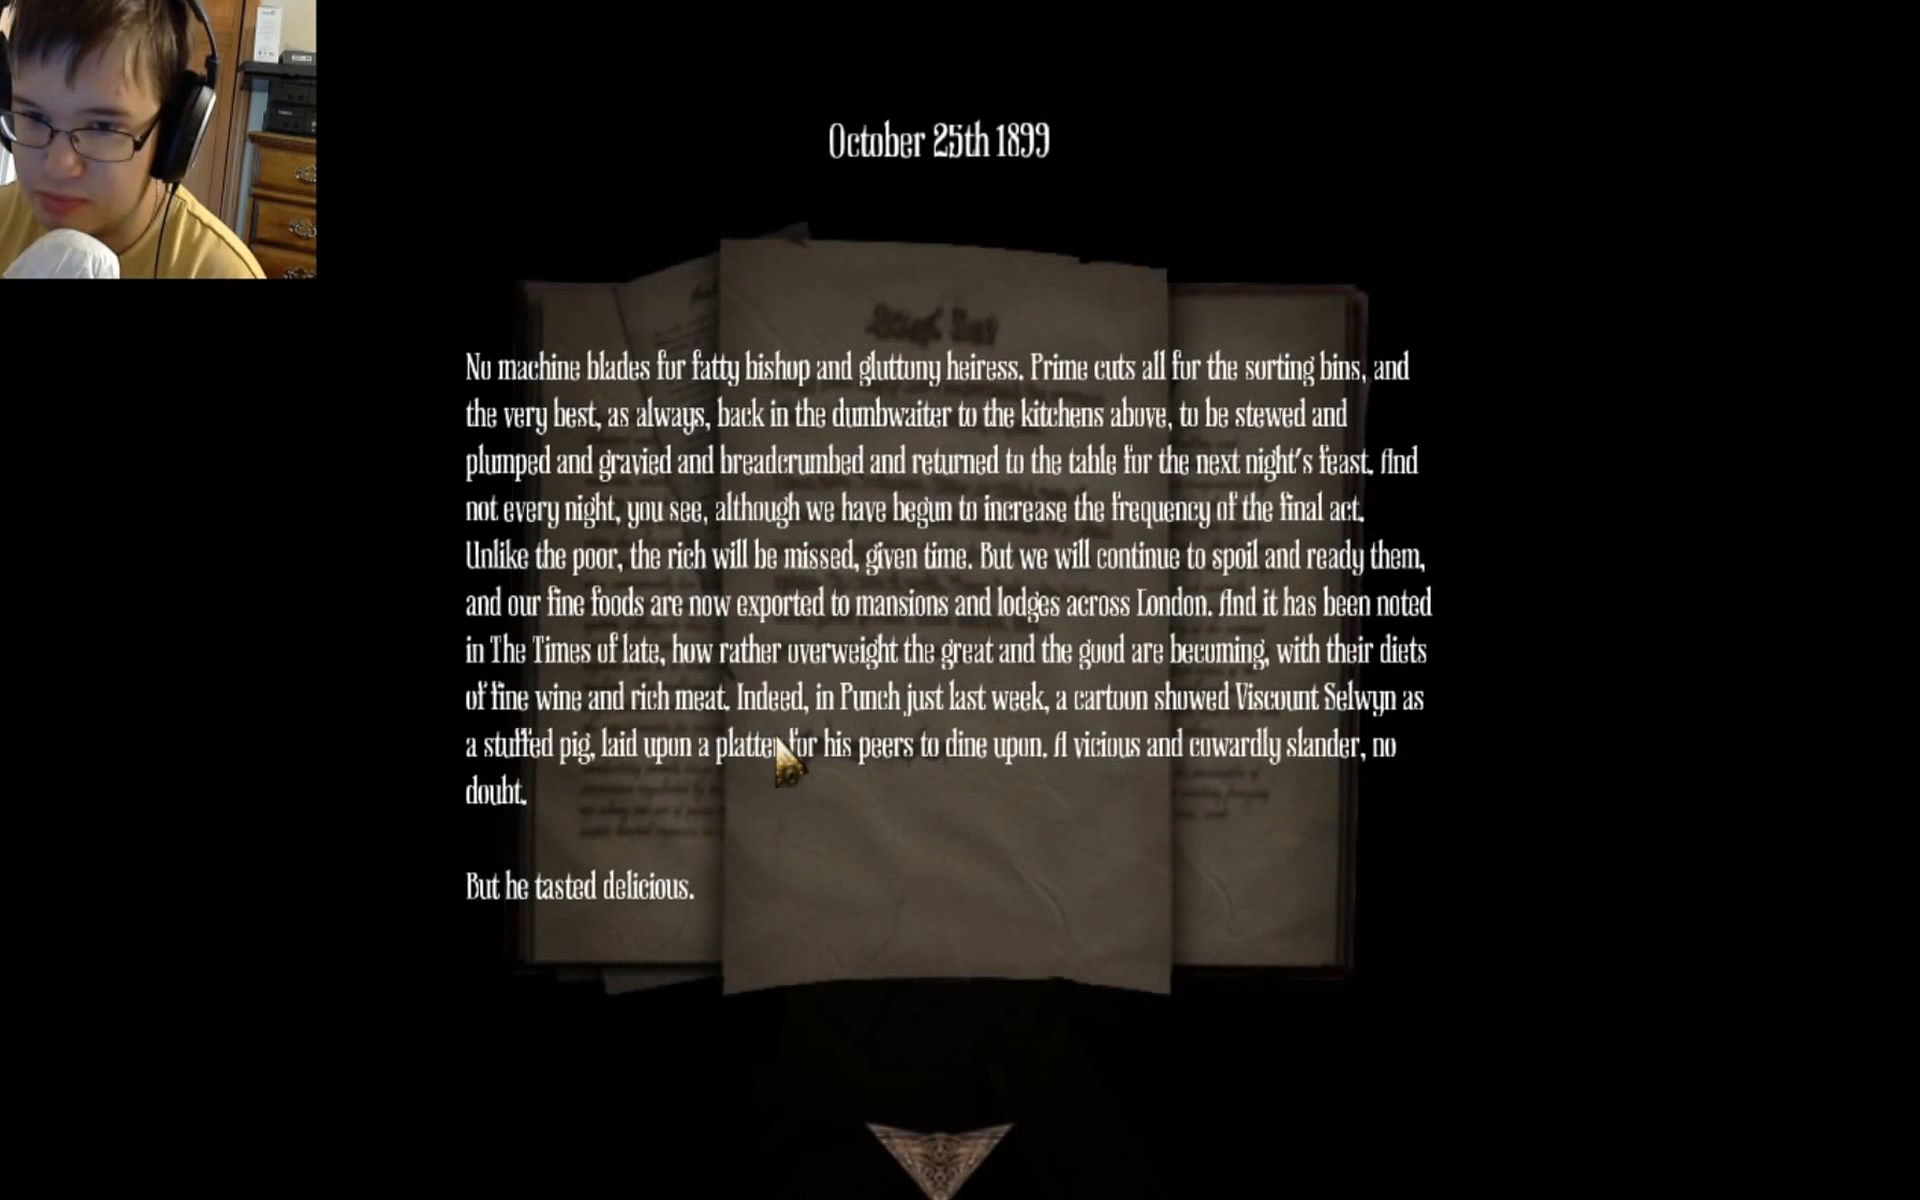 October 25th 1899
No machine blades for fatty bishop and gluttony heiress. Prime cuts all for the sorting bins, and
the very best, as always, back in the dumbwaiter to the kitchens above, to be stewed and
plumped and gravied and breadcrumbed and returned to the table for the next night's feast. And
not every night, you see, although we have begun to increase the frequency of the final act.
Unlike the poor, the rich will be missed, given time. But we will continue to spoil and ready them,
and our fine foods are now exported to mansions and lodges across London. And it has been noted
in The Times of late, how rather overweight the great and the good are becoming, with their diets
of fine wine and rich meat. Indeed, in Punch just last week, a cartoon showed Viscount Selwyn as
a stuffed pig, laid upon a platter for his peers to dine upon. A vicious and cowardly slander, no
doubt.
But he tasted delicious.